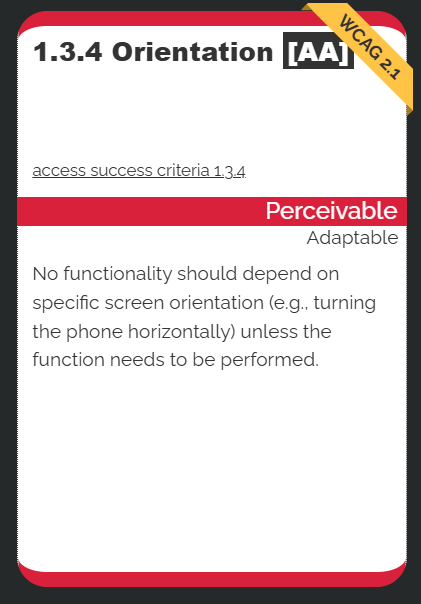 1.3.4 Orientation [AA]
WCAG 2.1
access success criteria 1.3.4
Perceivable
Adaptable
No functionality should depend on
specific screen orientation (e.g., turning
the phone horizontally) unless the
function needs to be performed.